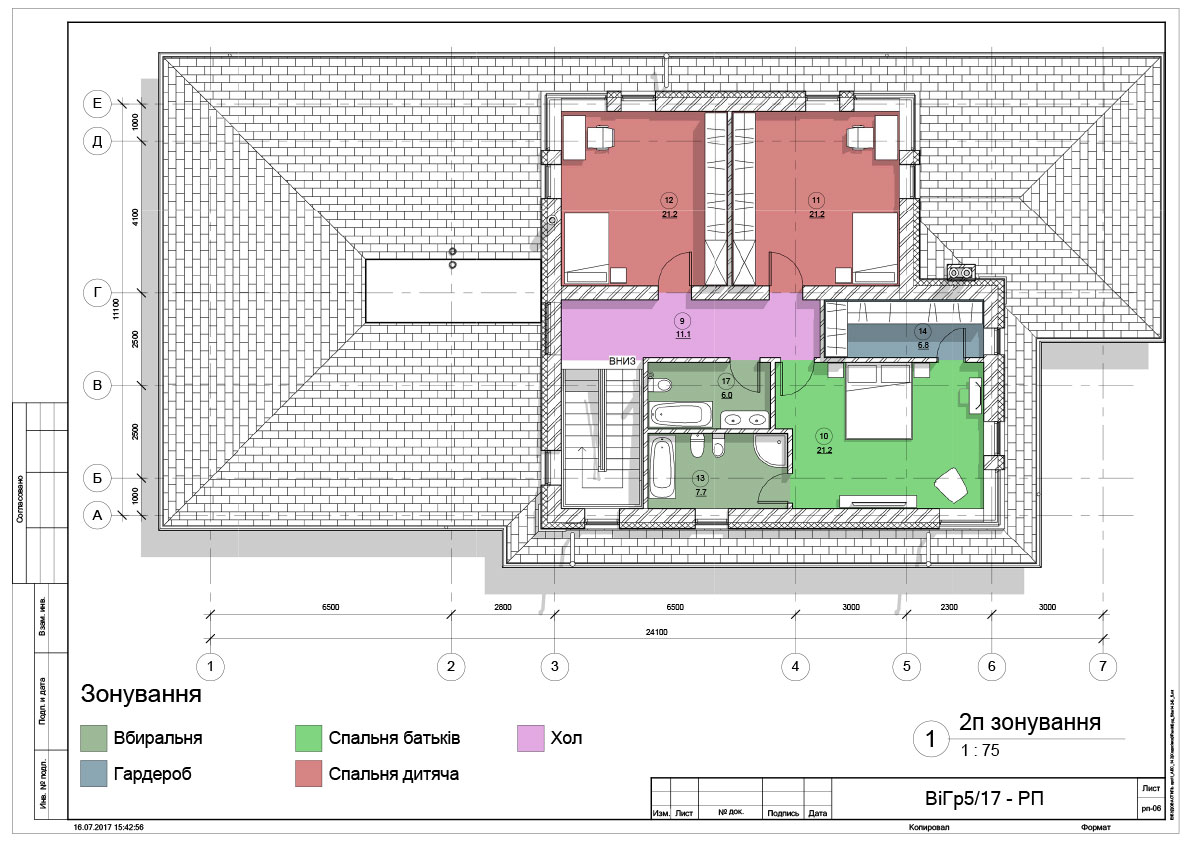 Е
Д
Г
В
Б
А
1000
4100
2500
2500
1000
11100
12
21.2
11
21.2
9
11.1
14
6.8
ВНИЗ
17
6.0
10
21.2
13
7.7
6500
2800
6500
3000
2300
3000
24100
1
2
3
4
5
6
7
Согласовано
Взам. инв.
Подп. и дата
Инв. № подл.
Зонування
Вбиральня
Спальня батьків
Хол
Гардероб
Спальня дитяча
1
2п зонування
1 : 75
Изм.
Лист
№ док.
Подпись
Дата
ВіГр5/17 - РП
Лист
рп-06
16.07.2017 15:42:56
Копировал
Формат